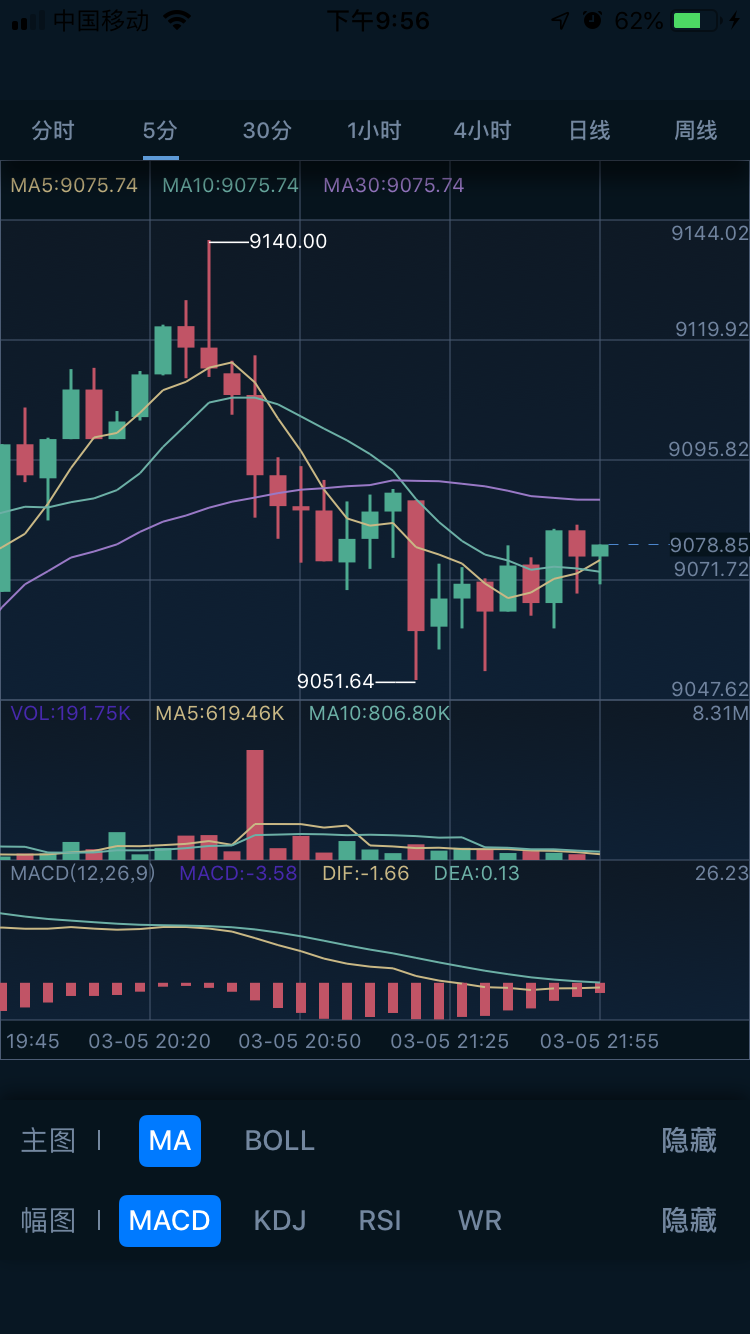 中国移动 下午9:56 62%
分时 5分 30分 1小时 4小时 日线 周线
MA5:9075.74 MA10:9075.74 MA30:9075.74
9144.02
9140.00
9119.92
9095.82
9078.85
9071.72
9051.64
9047.62
VOL:191.75K MA5:619.46K MA10:806.80K 8.31M
MACD(12,26,9) MACD:-3.58 DIF:-1.66 DEA:0.13 26.23
19:45 03-05 20:20 03-05 20:50 03-05 21:25 03-05 21:55
主图 | MA BOLL 隐藏
幅图 | MACD KDJ RSI WR 隐藏